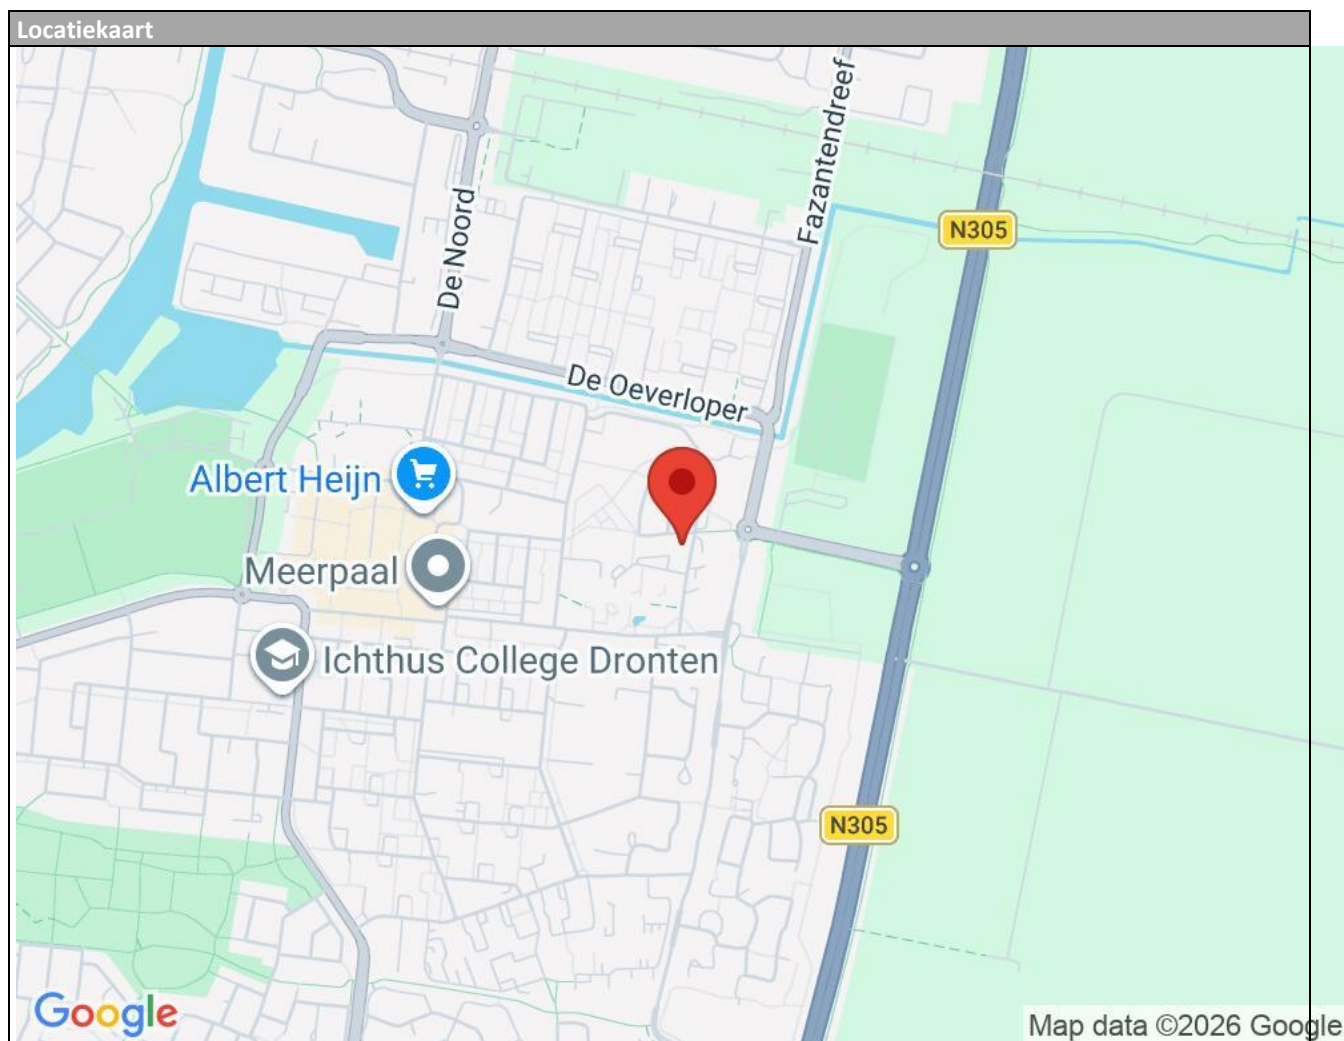 Locatiekaart
Fazantendreef
De Noord
N305
De Oeverloper
Albert Heijn
Meerpaal
Ichthus College Dronten
N305
Google
Map data ©2026 Google